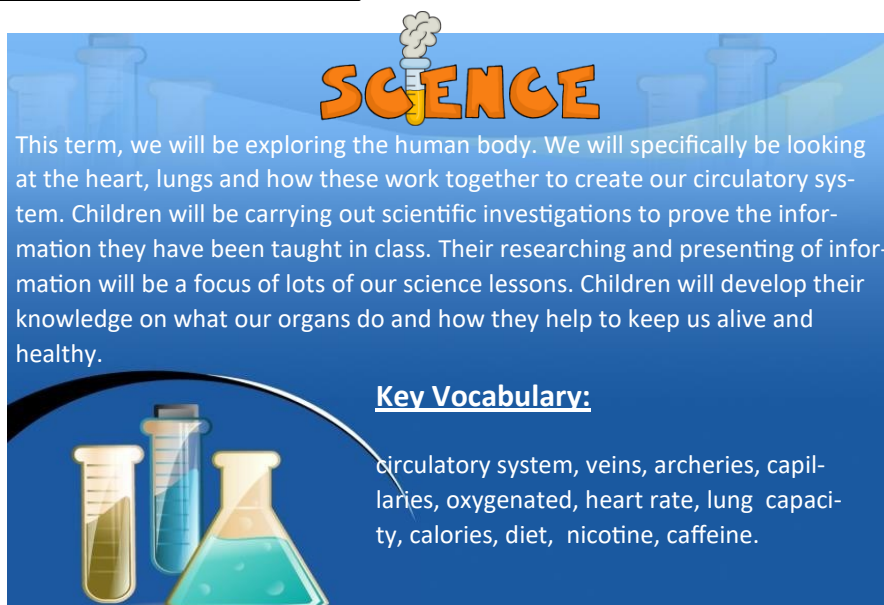 SCIENCE
This term, we will be exploring the human body. We will specifically be looking
at the heart, lungs and how these work together to create our circulatory sys-
tem. Children will be carrying out scientific investigations to prove the infor-
mation they have been taught in class. Their researching and presenting of infor-
mation will be a focus of lots of our science lessons. Children will develop their
knowledge on what our organs do and how they help to keep us alive and
healthy.
Key Vocabulary:
circulatory system, veins, archeries, capil-
laries, oxygenated, heart rate, lung  capaci-
ty, calories, diet,  nicotine, caffeine.